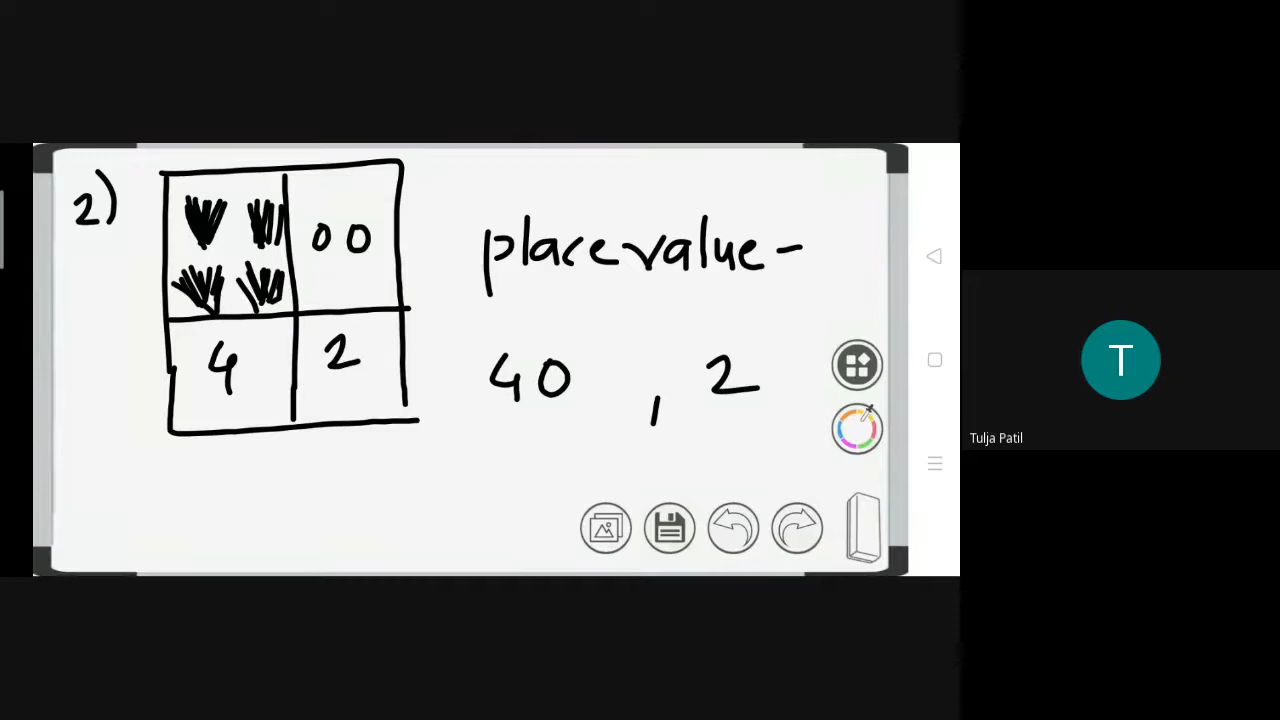 2)
00
place value -
4 2
40 , 2
T
Tulja Patil